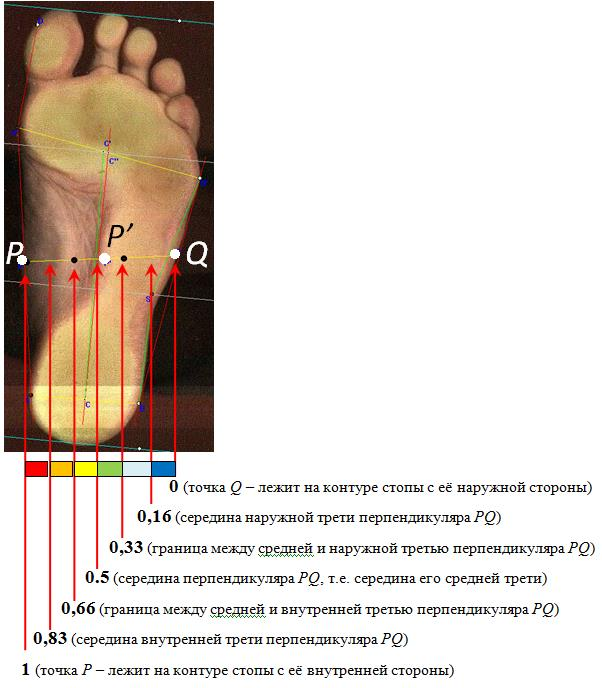 C'
C"
P'
P
Q
S
C
0 (точка Q – лежит на контуре стопы с её наружной стороны)
0,16 (середина наружной трети перпендикуляра PQ)
0,33 (граница между средней и наружной третью перпендикуляра PQ)
0.5 (середина перпендикуляра PQ, т.е. середина его средней трети)
0,66 (граница между средней и внутренней третью перпендикуляра PQ)
0,83 (середина внутренней трети перпендикуляра PQ)
1 (точка P – лежит на контуре стопы с её внутренней стороны)